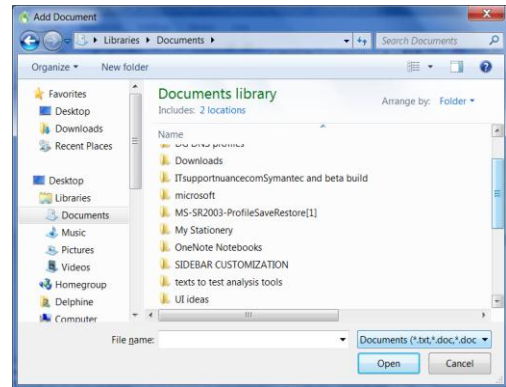 Add Document
Libraries Documents
Search Documents
Organize New folder
Favorites
Desktop
Downloads
Recent Places
Desktop
Libraries
Documents
Music
Pictures
Videos
Homegroup
Delphine
Computer
Documents library
Includes: 2 locations
Arrange by: Folder
Name
DG DNS profiles
Downloads
ITsupportnuancecomSymantec and beta build
microsoft
MS-SR2003-ProfileSaveRestore[1]
My Stationery
OneNote Notebooks
SIDEBAR CUSTOMIZATION
texts to test analysis tools
UI ideas
File name:
Documents (*.txt,*.doc,*.doc
Open Cancel